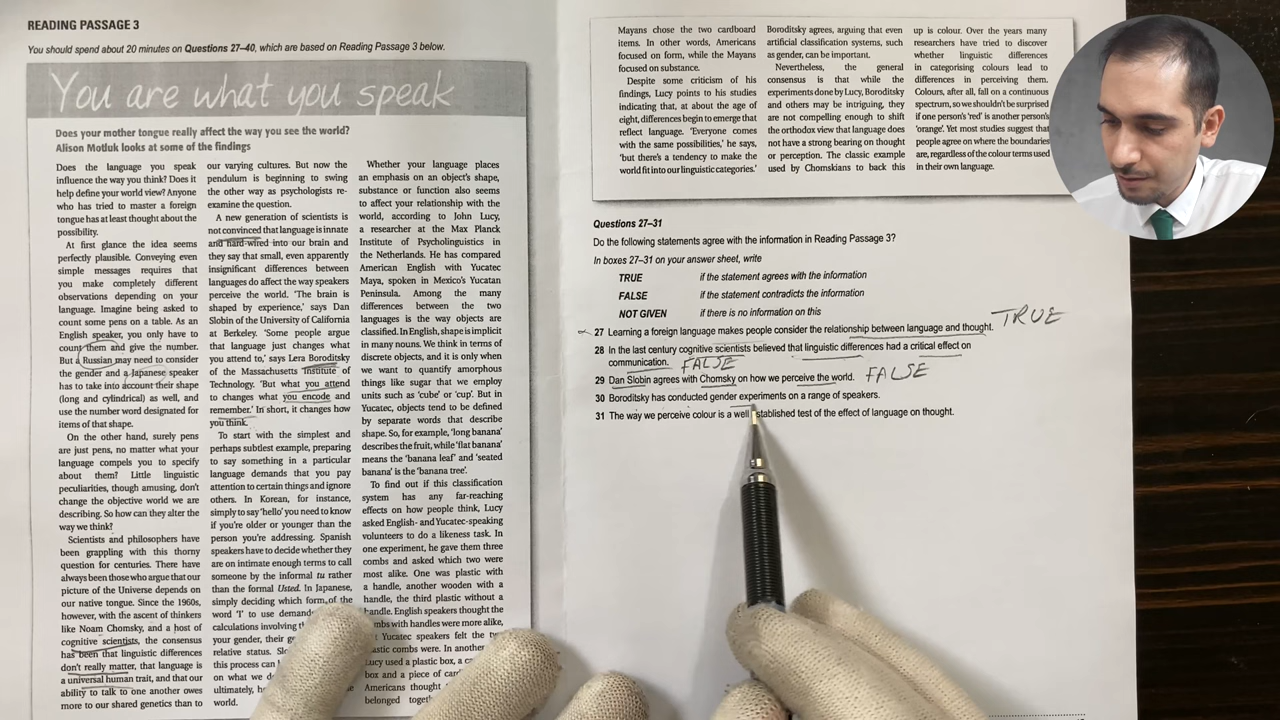 READING PASSAGE 3
You should spend about 20 minutes on Questions 27–40, which are based on Reading Passage 3 below.
You are what you speak
Does your mother tongue really affect the way you see the world?
Alison Motluk looks at some of the findings
Does the language you speak
influence the way you think? Does it
help define your world view? Anyone
who has tried to master a foreign
tongue has at least thought about the
possibility.
At first glance the idea seems
perfectly plausible. Conveying even
simple messages requires that
you make completely different
observations depending on your
language. Imagine being asked to
count some pens on a table. As an
English speaker, you only have to
count them and give the number.
But a Russian may need to consider
the gender and a Japanese speaker
has to take into account their shape
(long and cylindrical) as well, and
use the number word designated for
items of that shape.
On the other hand, surely pens
are just pens, no matter what your
language compels you to specify
about them? Little linguistic
peculiarities, though amusing, don't
change the objective world we are
describing. So how can they alter the
way we think?
Scientists and philosophers have
been grappling with this thorny
question for centuries. There have
always been those who argue that our
picture of the Universe depends on
our native tongue. Since the 1960s,
however, with the ascent of thinkers
like Noam Chomsky, and a host of
cognitive scientists, the consensus
has been that linguistic differences
don't really matter, that language is
a universal human trait, and that our
ability to talk to one another owes
more to our shared genetics than to
our varying cultures. But now the
pendulum is beginning to swing
the other way as psychologists re-
examine the question.
A new generation of scientists is
not convinced that language is innate
and hard-wired into our brain and
they say that small, even apparently
insignificant differences between
languages do affect the way speakers
perceive the world. 'The brain is
shaped by experience,' says Dan
Slobin of the University of California
at Berkeley. 'Some people argue
that language just changes what
you attend to,' says Lera Boroditsky
of the Massachusetts Institute of
Technology. 'But what you attend
to changes what you encode and
remember.' In short, it changes how
you think.
To start with the simplest and
perhaps subtlest example, preparing
to say something in a particular
language demands that you pay
attention to certain things and ignore
others. In Korean, for instance,
simply to say 'hello' you need to know
if you're older or younger than the
person you're addressing. Spanish
speakers have to decide whether they
are on intimate enough terms to call
someone by the informal tu rather
than the formal Usted. In Japanese,
simply deciding which form of the
word 'I' to use demands
calculations involving
your gender, their
relative status.
this process can
on what we
ultimately,
world.
Whether your language places
an emphasis on an object's shape,
substance or function also seems
to affect your relationship with the
world, according to John Lucy,
a researcher at the Max Planck
Institute of Psycholinguistics in
the Netherlands. He has compared
American English with Yucatec
Maya, spoken in Mexico's Yucatan
Peninsula. Among the many
differences between the two
languages is the way objects are
classified. In English, shape is implicit
in many nouns. We think in terms of
discrete objects, and it is only when
we want to quantify amorphous
things like sugar that we employ
units such as 'cube' or 'cup'. But in
Yucatec, objects tend to be defined
by separate words that describe
shape. So, for example, 'long banana'
describes the fruit, while 'flat banana'
means the 'banana leaf' and 'seated
banana' is the 'banana tree'.
To find out if this classification
system has any far-reaching
effects on how people think, Lucy
asked English- and Yucatec-speaking
volunteers to do a likeness task. In
one experiment, he gave them three
combs and asked which two were
most alike. One was plastic with
a handle, another wooden with a
handle, the third plastic without a
handle. English speakers thought the
combs with handles were more alike,
Yucatec speakers felt the
plastic combs were. In another
Lucy used a plastic box, a
box and a piece of
Americans thought
belonged
Mayans chose the two cardboard
items. In other words, Americans
focused on form, while the Mayans
focused on substance.
Despite some criticism of his
findings, Lucy points to his studies
indicating that, at about the age of
eight, differences begin to emerge that
reflect language. 'Everyone comes
with the same possibilities,' he says,
'but there's a tendency to make the
world fit into our linguistic categories.'
Boroditsky agrees, arguing that even
artificial classification systems, such
as gender, can be important.
Nevertheless, the general
consensus is that while the
experiments done by Lucy, Boroditsky
and others may be intriguing, they
are not compelling enough to shift
the orthodox view that language does
not have a strong bearing on thought
or perception. The classic example
used by Chomskians to back this
up is colour. Over the years many
researchers have tried to discover
whether linguistic differences
in categorising colours lead to
differences in perceiving them.
Colours, after all, fall on a continuous
spectrum, so we shouldn't be surprised
if one person's 'red' is another person's
'orange'. Yet most studies suggest that
people agree on where the boundaries
are, regardless of the colour terms used
in their own language.
Questions 27–31
Do the following statements agree with the information in Reading Passage 3?
In boxes 27–31 on your answer sheet, write
TRUE if the statement agrees with the information
FALSE if the statement contradicts the information
NOT GIVEN if there is no information on this
27 Learning a foreign language makes people consider the relationship between language and thought. TRUE
28 In the last century cognitive scientists believed that linguistic differences had a critical effect on
communication. FALSE
29 Dan Slobin agrees with Chomsky on how we perceive the world. FALSE
30 Boroditsky has conducted gender experiments on a range of speakers.
31 The way we perceive colour is a well established test of the effect of language on thought.